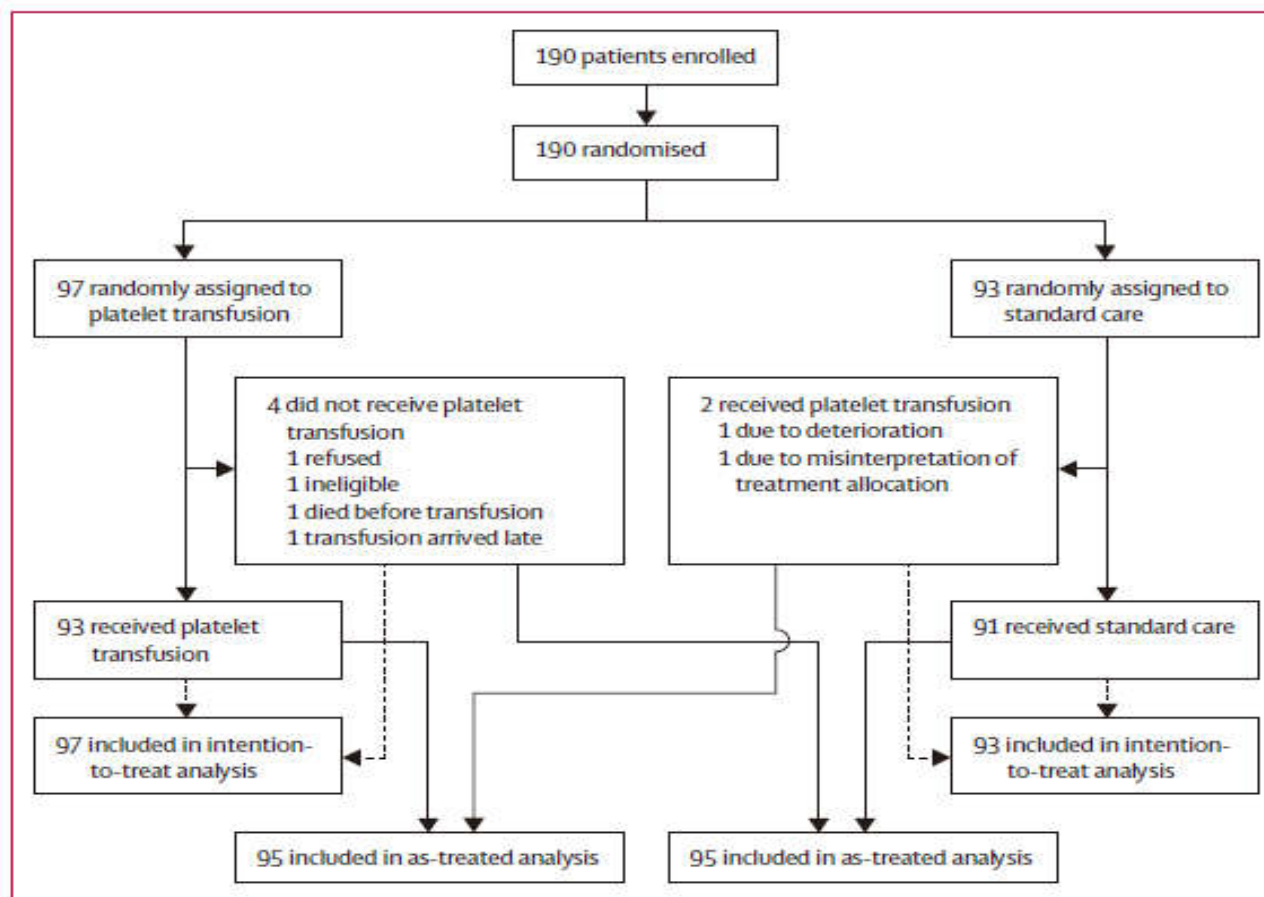 190 patients enrolled
190 randomised
97 randomly assigned to
platelet transfusion
93 randomly assigned to
standard care
4 did not receive platelet
transfusion
1 refused
1 ineligible
1 died before transfusion
1 transfusion arrived late
2 received platelet transfusion
1 due to deterioration
1 due to misinterpretation of
treatment allocation
93 received platelet
transfusion
91 received standard care
97 included in intention-
to-treat analysis
93 included in intention-
to-treat analysis
95 included in as-treated analysis
95 included in as-treated analysis